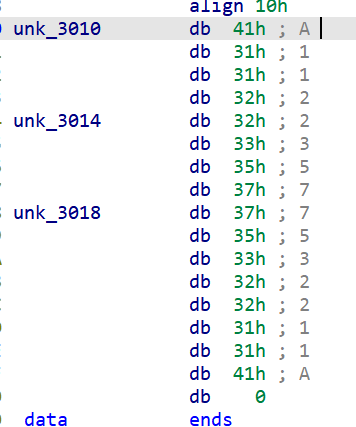 align 10h
unk_3010 db 41h ; A
db 31h ; 1
db 31h ; 1
db 32h ; 2
unk_3014 db 32h ; 2
db 33h ; 3
db 35h ; 5
db 37h ; 7
unk_3018 db 37h ; 7
db 35h ; 5
db 33h ; 3
db 32h ; 2
db 32h ; 2
db 31h ; 1
db 31h ; 1
db 41h ; A
db 0
data ends